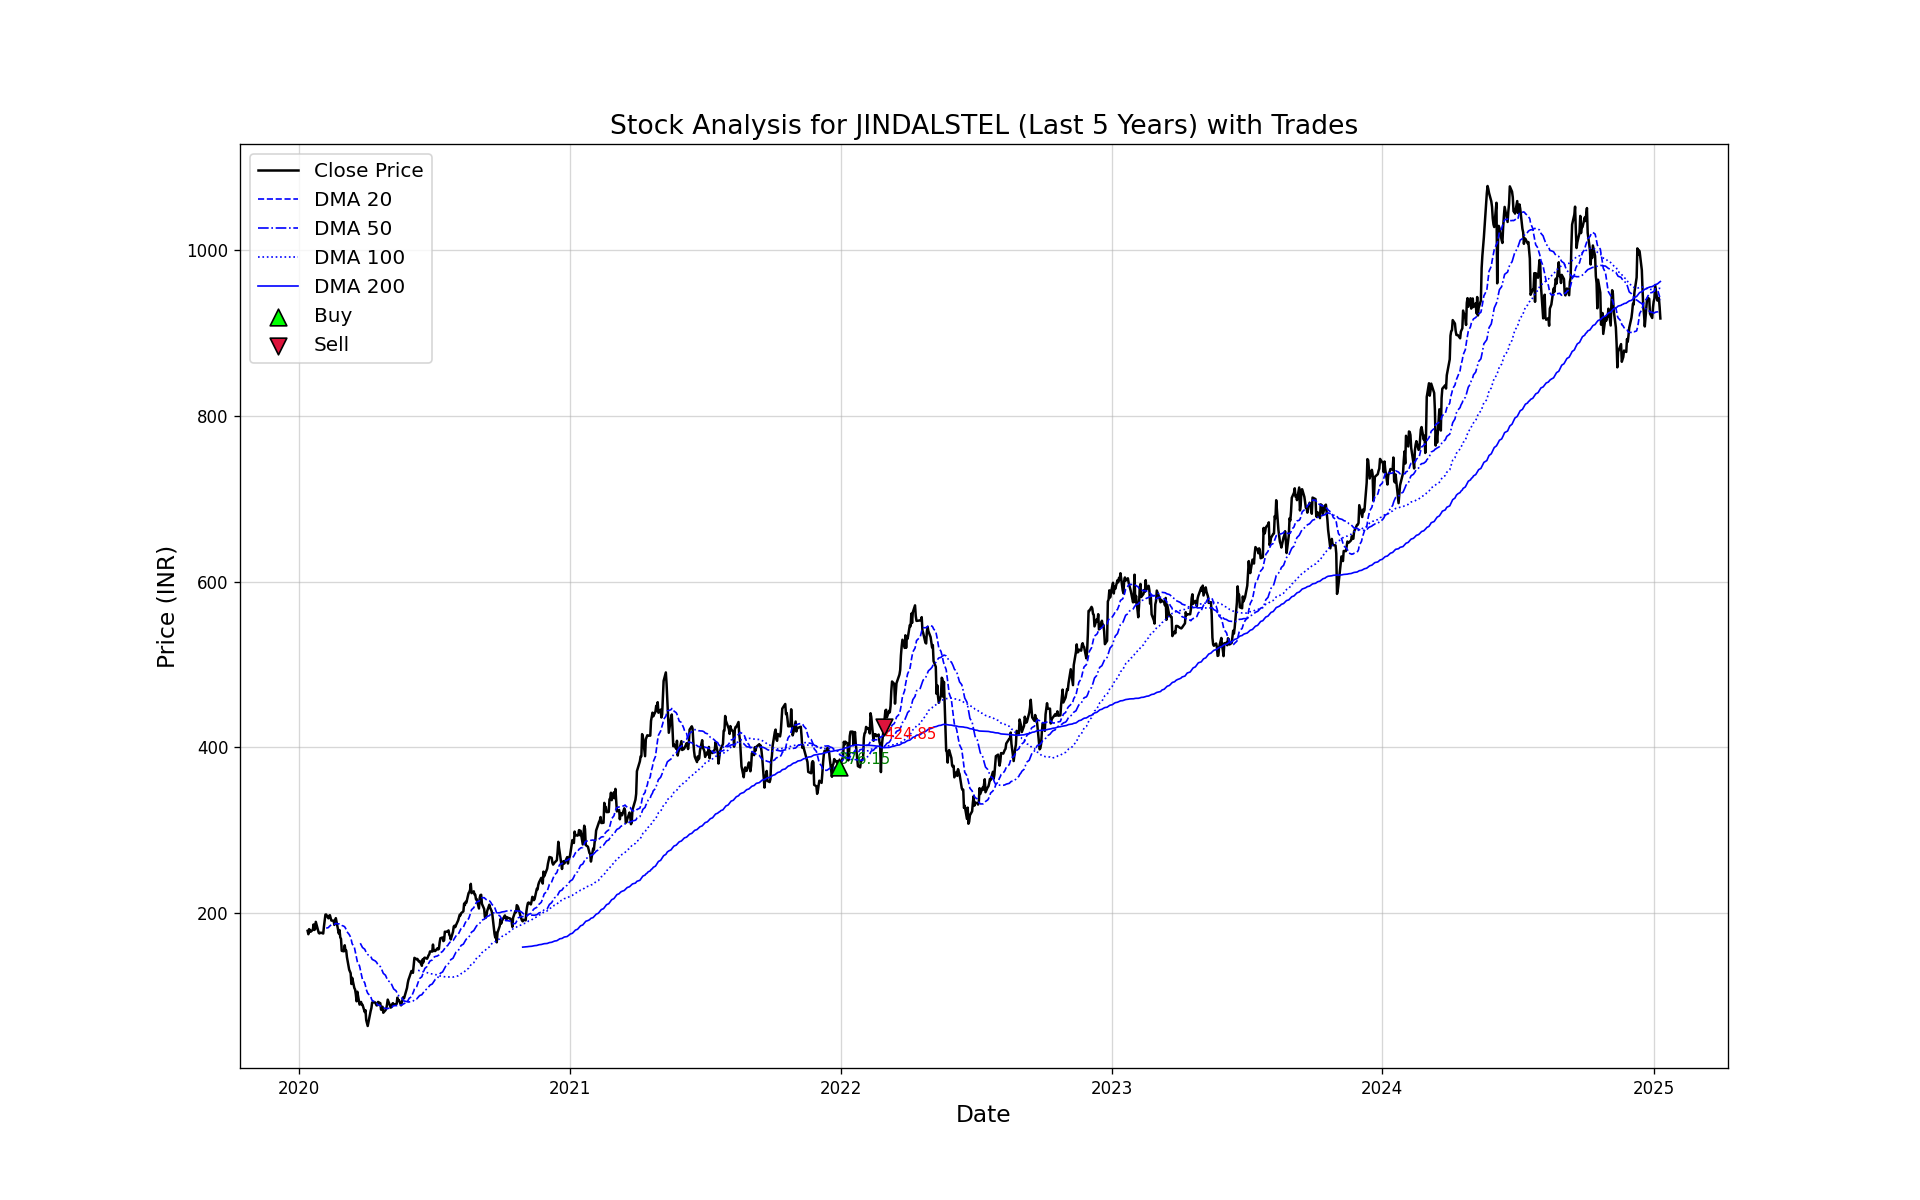 Stock Analysis for JINDALSTEL (Last 5 Years) with Trades
Close Price
DMA 20
DMA 50
DMA 100
DMA 200
Buy
Sell
Price (INR)
1000
800
600
400
200
424.85
376.15
2020
2021
2022
2023
2024
2025
Date